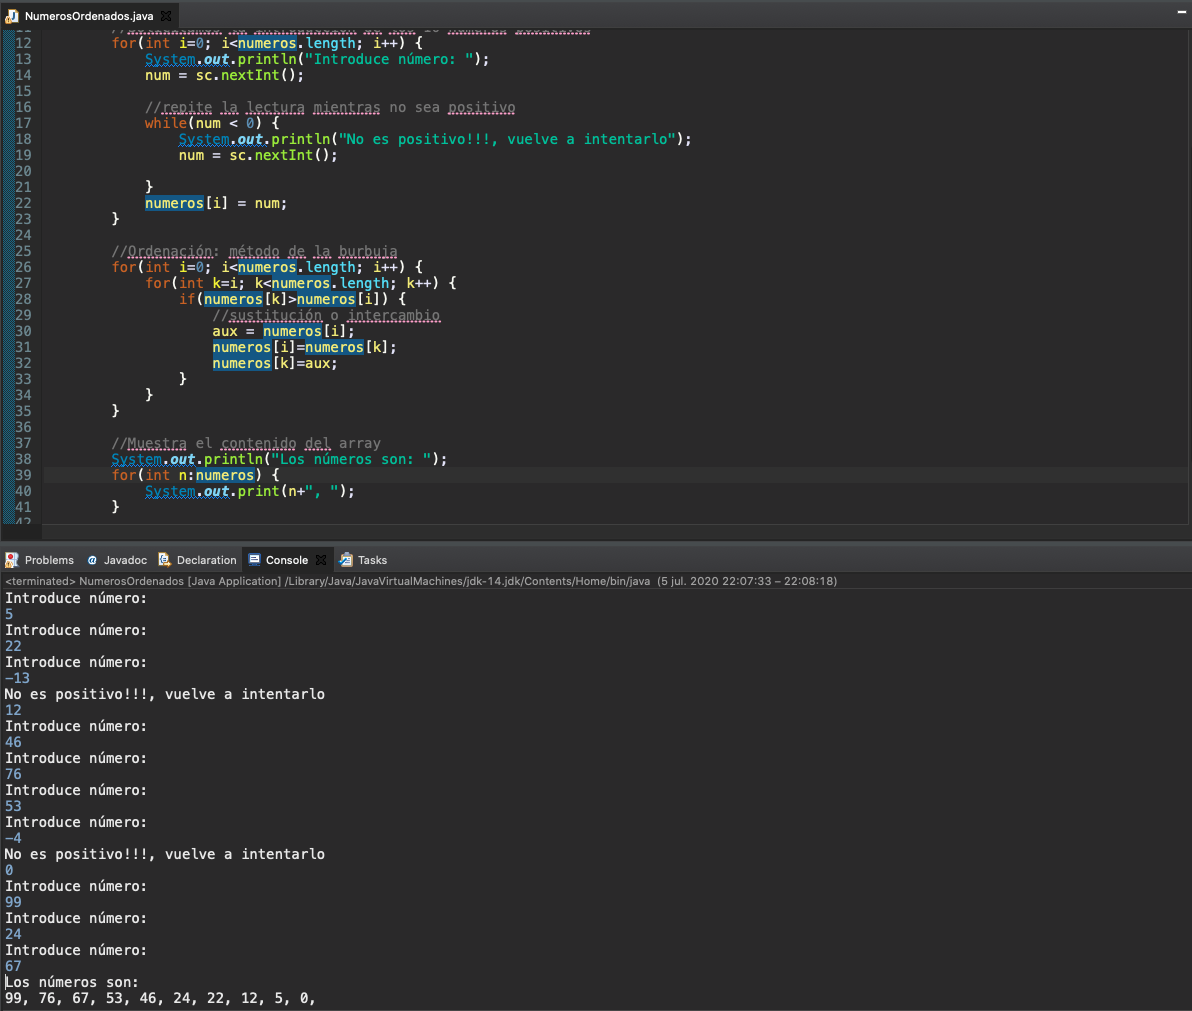 NumerosOrdenados.java
12 for(int i=0; i<numeros.length; i++) {
13 System.out.println("Introduce número: ");
14 num = sc.nextInt();
15
16 //repite la lectura mientras no sea positivo
17 while(num < 0) {
18 System.out.println("No es positivo!!!, vuelve a intentarlo");
19 num = sc.nextInt();
20
21 }
22 numeros[i] = num;
23 }
24
25 //Ordenación: método de la burbuja
26 for(int i=0; i<numeros.length; i++) {
27 for(int k=i; k<numeros.length; k++) {
28 if(numeros[k]>numeros[i]) {
29 //sustitución o intercambio
30 aux = numeros[i];
31 numeros[i]=numeros[k];
32 numeros[k]=aux;
33 }
34 }
35 }
36
37 //Muestra el contenido del array
38 System.out.println("Los números son: ");
39 for(int n:numeros) {
40 System.out.print(n+", ");
41 }
42
Problems @ Javadoc Declaration Console Tasks
<terminated> NumerosOrdenados [Java Application] /Library/Java/JavaVirtualMachines/jdk-14.jdk/Contents/Home/bin/java (5 jul. 2020 22:07:33 – 22:08:18)
Introduce número:
5
Introduce número:
22
Introduce número:
-13
No es positivo!!!, vuelve a intentarlo
12
Introduce número:
46
Introduce número:
76
Introduce número:
53
Introduce número:
-4
No es positivo!!!, vuelve a intentarlo
0
Introduce número:
99
Introduce número:
24
Introduce número:
67
Los números son:
99, 76, 67, 53, 46, 24, 22, 12, 5, 0,